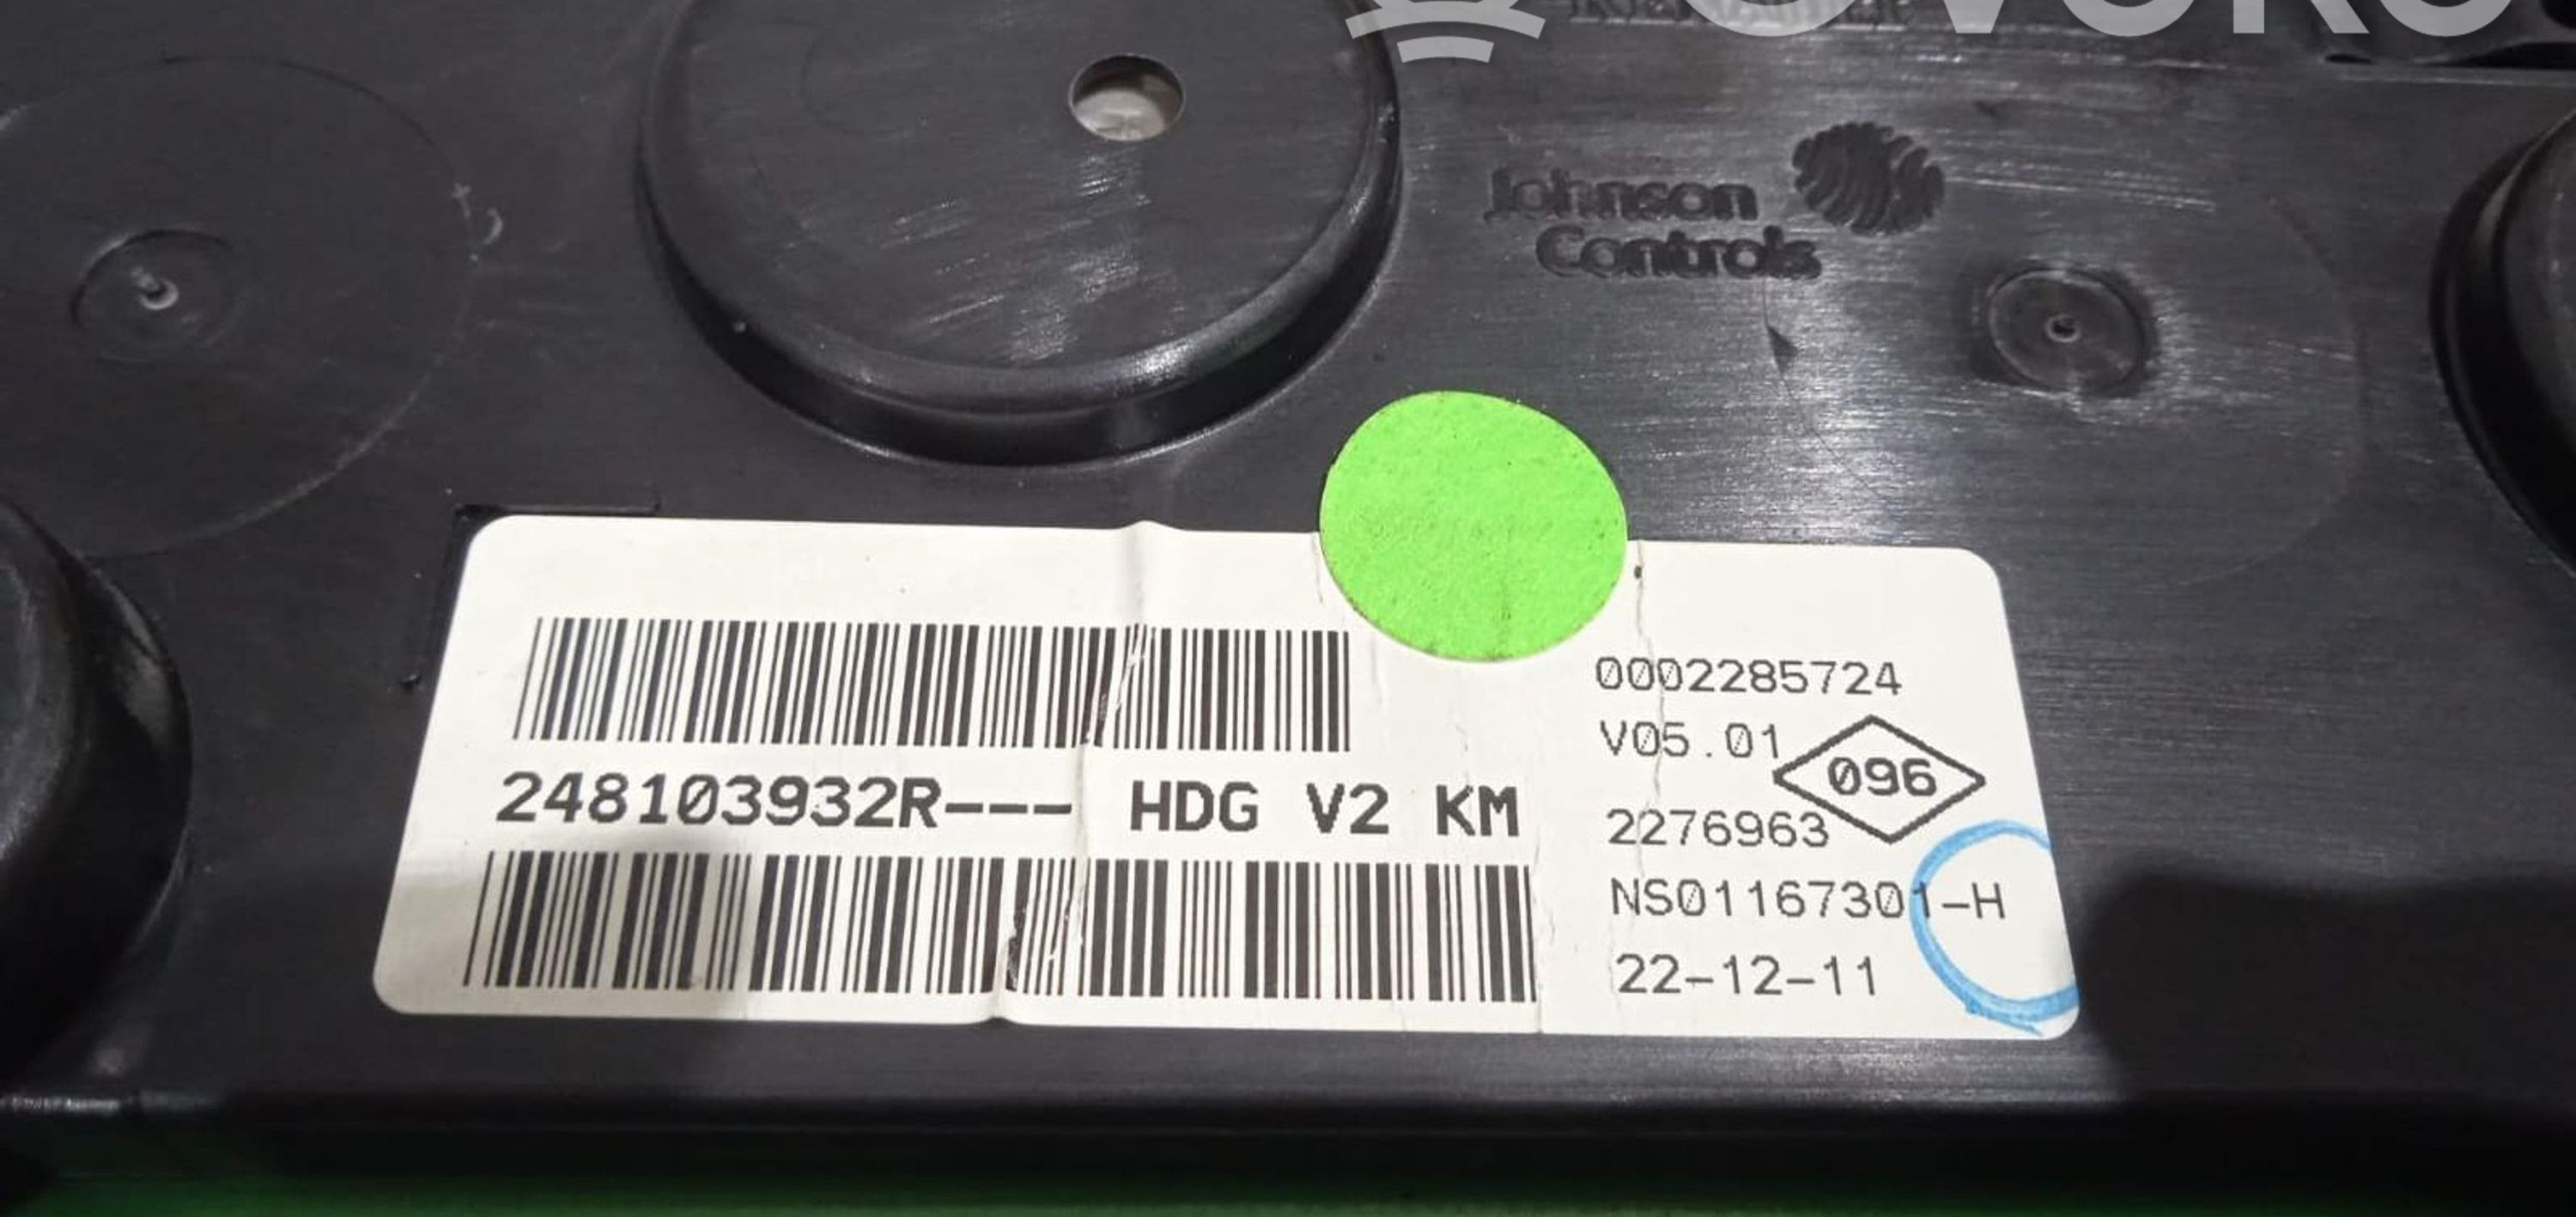 Johnson
Controls
0002285724
V05.01
096
248103932R--- HDG V2 KM
2276963
NS01167301-H
22-12-11